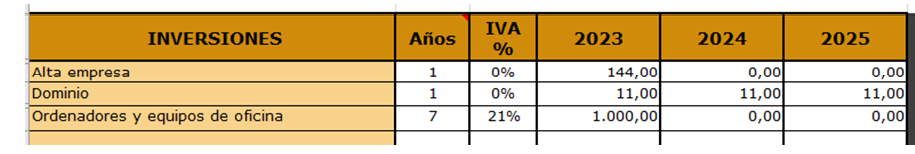 INVERSIONES Años IVA % 2023 2024 2025
Alta empresa 1 0% 144,00 0,00 0,00
Dominio 1 0% 11,00 11,00 11,00
Ordenadores y equipos de oficina 7 21% 1.000,00 0,00 0,00